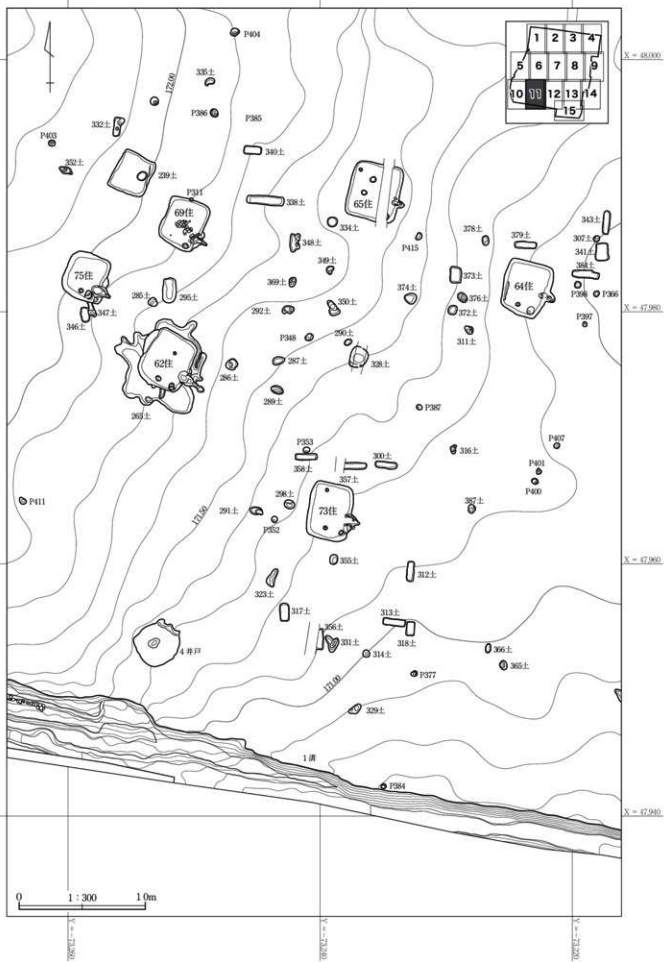 P404
1 2 3 4
5 6 7 8 9
10 11 12 13 14
15
X = 48,000
335土
172.00
P386
P385
332土
P403
340土
352土
239土
P311
338土
65住
69住
334土
343土
378土
379土
307土
348土
P415
341土
349土
373土
75住
369土
64住
P398
P366
285土
295土
374土
376土
347土
292土
350土
372土
X = 47,980
346土
P397
311土
P348
290土
62住
287土
328土
286土
289土
265土
P387
P353
P407
316土
358土
300土
357土
P401
P400
P411
298土
73住
171.50
291土
387土
P352
355土
X = 47,960
312土
323土
317土
313土
356土
318土
331土
4 井戸
314土
366土
365土
171.00
P377
329土
1 溝
P384
X = 47,940
0 1 : 300 10m
Y = -73,260
Y = -73,240
Y = -73,220